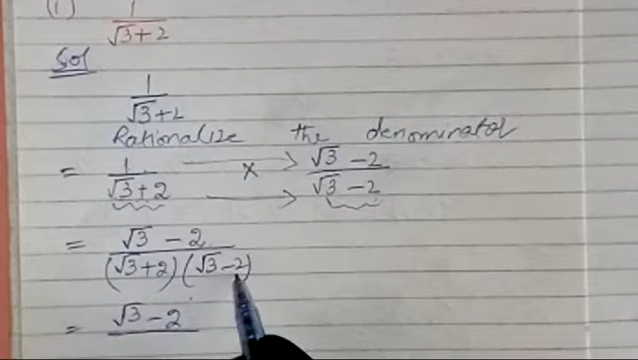 (i) 1/(√3+2)
Sol
1/(√3+2)
Rationalize the denominator
= 1/(√3+2) × (√3-2)/(√3-2)
= (√3-2)/((√3+2)(√3-2))
= √3-2